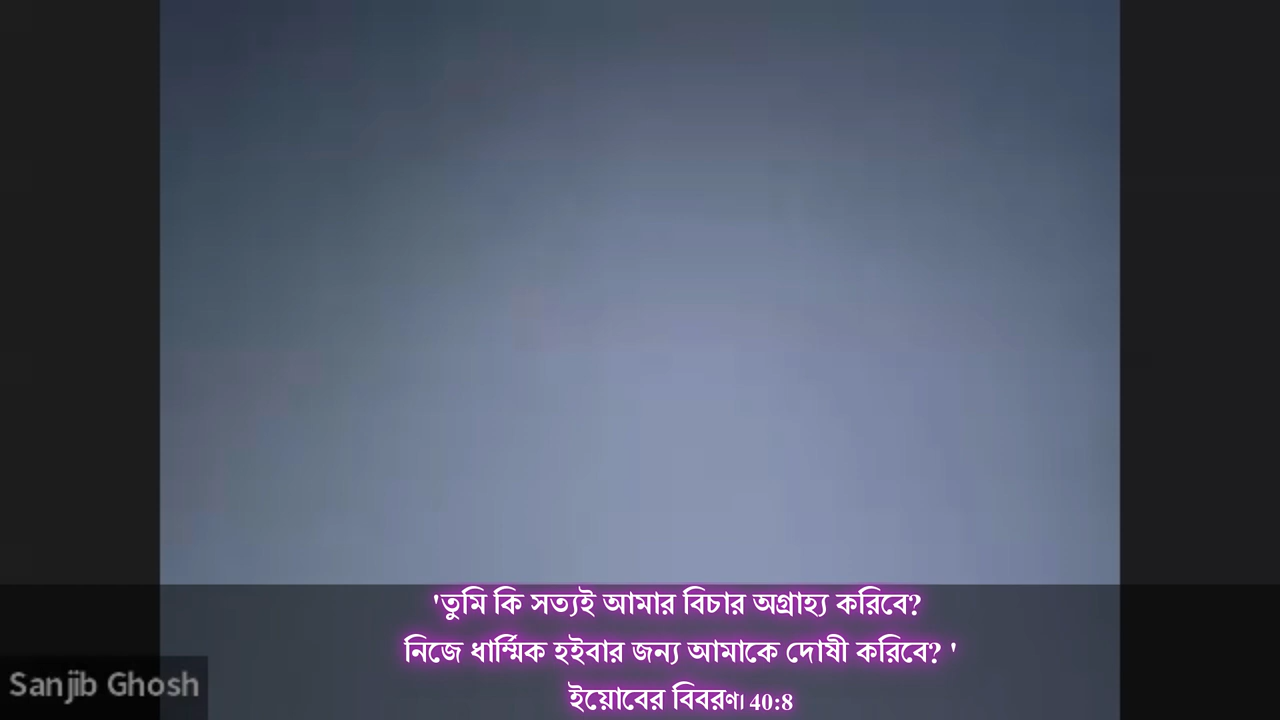 'তুমি কি সত্যই আমার বিচার অগ্রাহ্য করিবে?
নিজে ধার্ম্মিক হইবার জন্য আমাকে দোষী করিবে? '
ইয়োবের বিবরণ। 40:8
Sanjib Ghosh